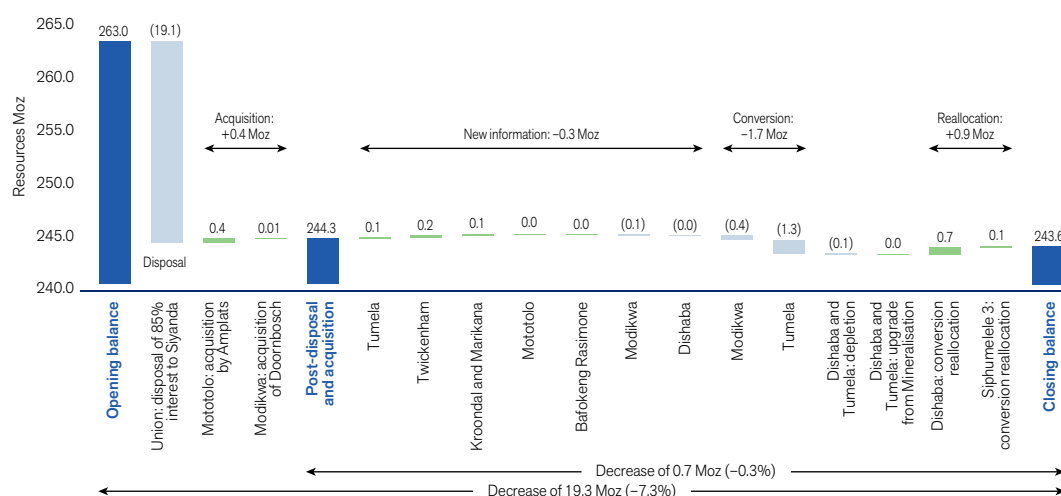 265.0
260.0
255.0
250.0
245.0
240.0
Resources Moz
263.0
(19.1)
Disposal
Acquisition:
+0.4 Moz
New information: –0.3 Moz
Conversion:
–1.7 Moz
Reallocation:
+0.9 Moz
0.4
0.01
244.3
0.1
0.2
0.1
0.0
0.0
(0.1)
(0.0)
(0.4)
(1.3)
(0.1)
0.0
0.7
0.1
243.6
Opening balance
Union: disposal of 85%
interest to Siyanda
Mototolo: acquisition
by Amplats
Modikwa: acquisition
of Doornbosch
Post-disposal
and acquisition
Tumela
Twickenham
Kroondal and Marikana
Mototolo
Bafokeng Rasimone
Modikwa
Dishaba
Modikwa
Tumela
Dishaba and
Tumela: depletion
Dishaba and
Tumela: upgrade
from Mineralisation
Dishaba: conversion
reallocation
Siphumelele 3:
conversion reallocation
Closing balance
Decrease of 0.7 Moz (–0.3%)
Decrease of 19.3 Moz (–7.3%)